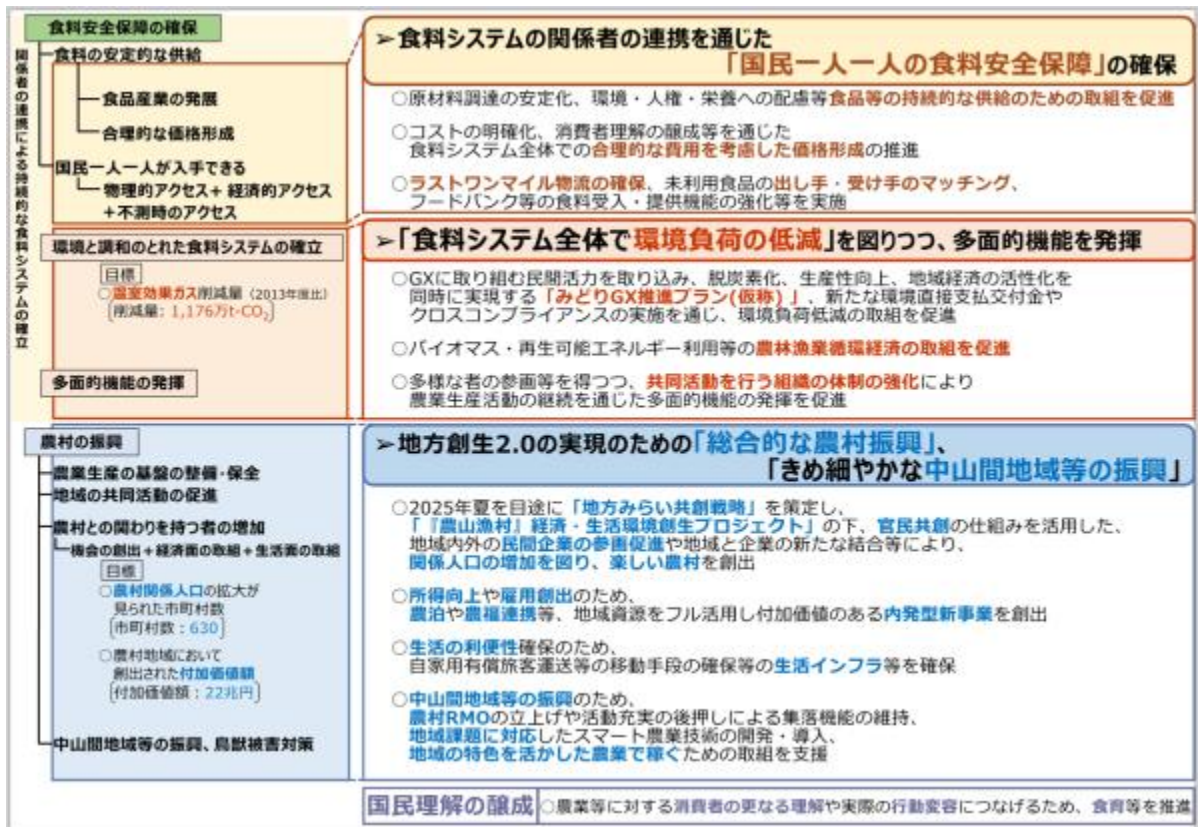 関係者の連携による持続的な食料システムの確立
食料安全保障の確保
食料の安定的な供給
食品産業の発展
合理的な価格形成
国民一人一人が入手できる
物理的アクセス+ 経済的アクセス
+不測時のアクセス
➢食料システムの関係者の連携を通じた
「国民一人一人の食料安全保障」の確保
○原材料調達の安定化、環境・人権・栄養への配慮等食品等の持続的な供給のための取組を促進
○コストの明確化、消費者理解の醸成等を通じた
食料システム全体での合理的な費用を考慮した価格形成の推進
○ラストワンマイル物流の確保、未利用食品の出し手・受け手のマッチング、
フードバンク等の食料受入・提供機能の強化等を実施
環境と調和のとれた食料システムの確立
目標
○温室効果ガス削減量（2013年度比）
[削減量：1,176万t-CO₂]
多面的機能の発揮
➢「食料システム全体で環境負荷の低減」を図りつつ、多面的機能を発揮
○GXに取り組む民間活力を取り込み、脱炭素化、生産性向上、地域経済の活性化を
同時に実現する「みどりGX推進プラン(仮称)」、新たな環境直接支払交付金や
クロスコンプライアンスの実施を通じ、環境負荷低減の取組を促進
○バイオマス・再生可能エネルギー利用等の農林漁業循環経済の取組を促進
○多様な者の参画等を得つつ、共同活動を行う組織の体制の強化により
農業生産活動の継続を通じた多面的機能の発揮を促進
農村の振興
農業生産の基盤の整備・保全
地域の共同活動の促進
農村との関わりを持つ者の増加
機会の創出+経済面の取組+生活面の取組
目標
○農村関係人口の拡大が
見られた市町村数
[市町村数：630]
○農村地域において
創出された付加価値額
[付加価値額：22兆円]
中山間地域等の振興、鳥獣被害対策
➢地方創生2.0の実現のための「総合的な農村振興」、
「きめ細やかな中山間地域等の振興」
○2025年夏を目途に「地方みらい共創戦略」を策定し、
「『農山漁村』経済・生活環境創生プロジェクト」の下、官民共創の仕組みを活用した、
地域内外の民間企業の参画促進や地域と企業の新たな結合等により、
関係人口の増加を図り、楽しい農村を創出
○所得向上や雇用創出のため、
農泊や農福連携等、地域資源をフル活用し付加価値のある内発型新事業を創出
○生活の利便性確保のため、
自家用有償旅客運送等の移動手段の確保等の生活インフラ等を確保
○中山間地域等の振興のため、
農村RMOの立上げや活動充実の後押しによる集落機能の維持、
地域課題に対応したスマート農業技術の開発・導入、
地域の特色を活かした農業で稼ぐための取組を支援
国民理解の醸成
○農業等に対する消費者の更なる理解や実際の行動変容につなげるため、食育等を推進